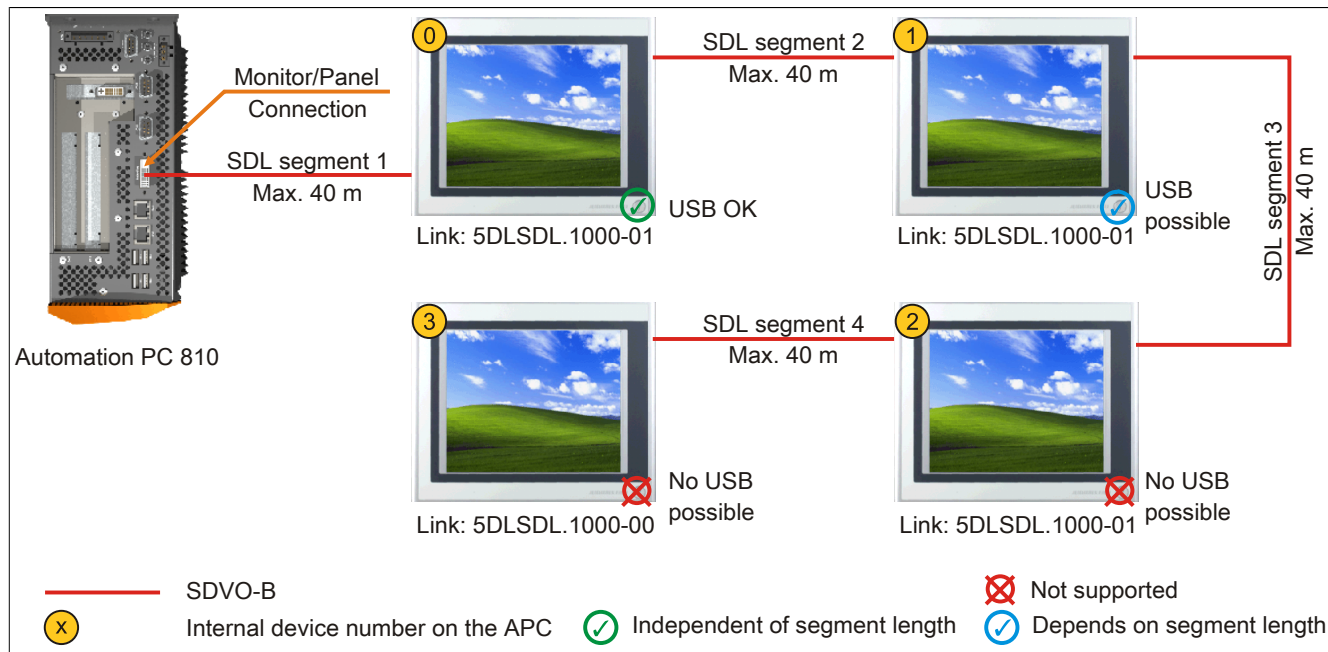 Automation PC 810
Monitor/Panel
Connection
SDL segment 1
Max. 40 m
0
USB OK
Link: 5DLSDL.1000-01
SDL segment 2
Max. 40 m
1
USB
possible
Link: 5DLSDL.1000-01
SDL segment 3
Max. 40 m
3
No USB
possible
Link: 5DLSDL.1000-00
SDL segment 4
Max. 40 m
2
No USB
possible
Link: 5DLSDL.1000-01
SDVO-B
Not supported
x
Internal device number on the APC
Independent of segment length
Depends on segment length